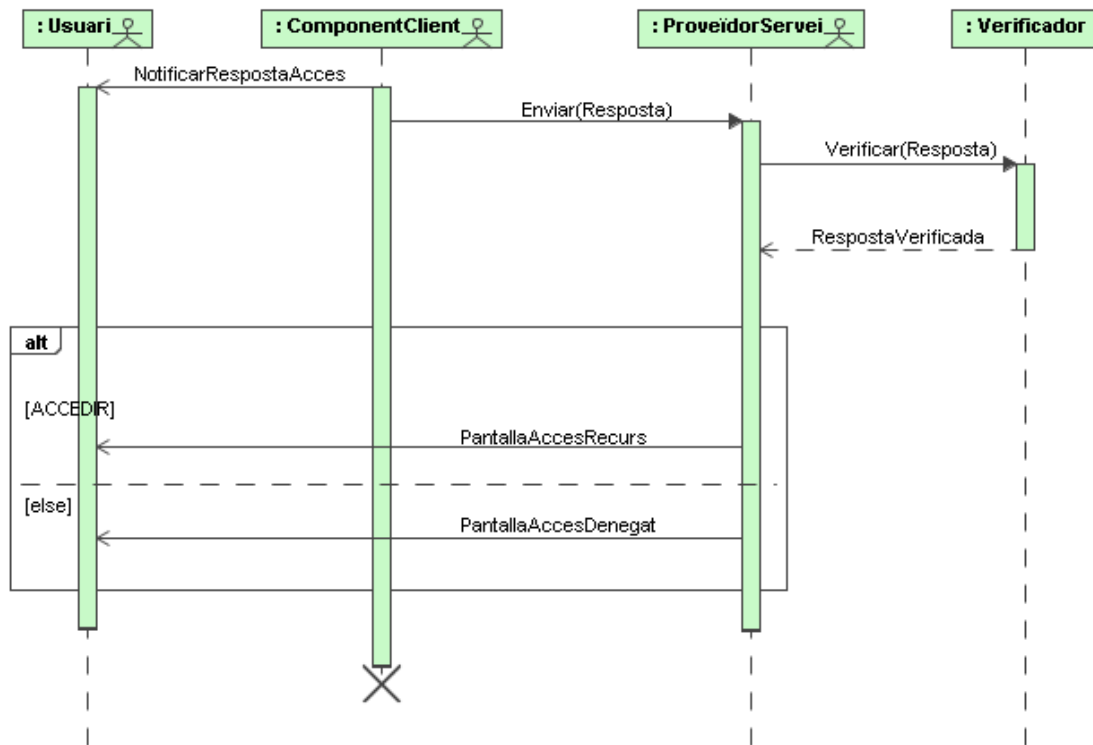 : Usuari
: ComponentClient
: ProveïdorServei
: Verificador
NotificarRespostaAcces
Enviar(Resposta)
Verificar(Resposta)
RespostaVerificada
alt
[ACCEDIR]
PantallaAccesRecurs
[else]
PantallaAccesDenegat